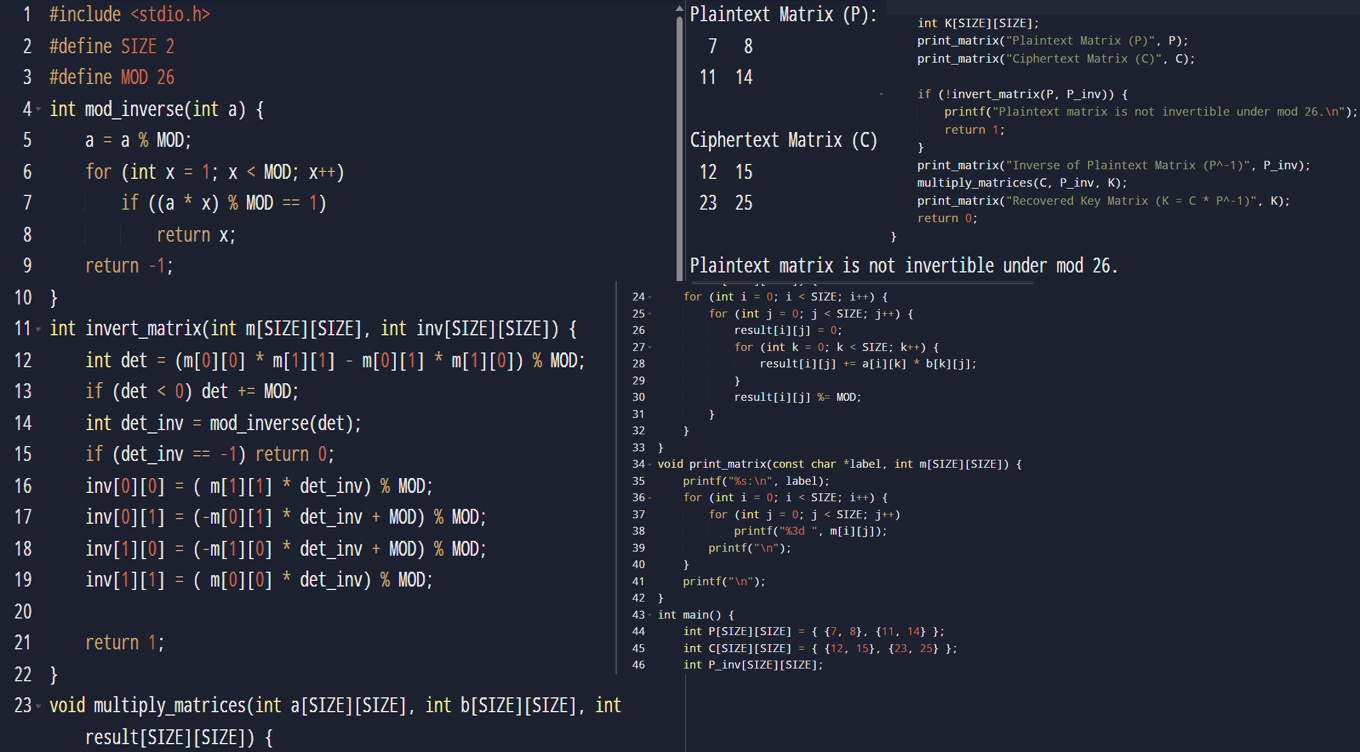 1 #include <stdio.h>
2 #define SIZE 2
3 #define MOD 26
4 int mod_inverse(int a) {
5 a = a % MOD;
6 for (int x = 1; x < MOD; x++)
7 if ((a * x) % MOD == 1)
8 return x;
9 return -1;
10 }
11 int invert_matrix(int m[SIZE][SIZE], int inv[SIZE][SIZE]) {
12 int det = (m[0][0] * m[1][1] - m[0][1] * m[1][0]) % MOD;
13 if (det < 0) det += MOD;
14 int det_inv = mod_inverse(det);
15 if (det_inv == -1) return 0;
16 inv[0][0] = ( m[1][1] * det_inv) % MOD;
17 inv[0][1] = (-m[0][1] * det_inv + MOD) % MOD;
18 inv[1][0] = (-m[1][0] * det_inv + MOD) % MOD;
19 inv[1][1] = ( m[0][0] * det_inv) % MOD;
20
21 return 1;
22 }
23 void multiply_matrices(int a[SIZE][SIZE], int b[SIZE][SIZE], int
result[SIZE][SIZE]) {
24 for (int i = 0; i < SIZE; i++) {
25 for (int j = 0; j < SIZE; j++) {
26 result[i][j] = 0;
27 for (int k = 0; k < SIZE; k++) {
28 result[i][j] += a[i][k] * b[k][j];
29 }
30 result[i][j] %= MOD;
31 }
32 }
33 }
34 void print_matrix(const char *label, int m[SIZE][SIZE]) {
35 printf("%s:\n", label);
36 for (int i = 0; i < SIZE; i++) {
37 for (int j = 0; j < SIZE; j++)
38 printf("%3d ", m[i][j]);
39 printf("\n");
40 }
41 printf("\n");
42 }
43 int main() {
44 int P[SIZE][SIZE] = { {7, 8}, {11, 14} };
45 int C[SIZE][SIZE] = { {12, 15}, {23, 25} };
46 int P_inv[SIZE][SIZE];
int K[SIZE][SIZE];
print_matrix("Plaintext Matrix (P)", P);
print_matrix("Ciphertext Matrix (C)", C);
if (!invert_matrix(P, P_inv)) {
printf("Plaintext matrix is not invertible under mod 26.\n");
return 1;
}
print_matrix("Inverse of Plaintext Matrix (P^-1)", P_inv);
multiply_matrices(C, P_inv, K);
print_matrix("Recovered Key Matrix (K = C * P^-1)", K);
return 0;
}
Plaintext Matrix (P):
7 8
11 14
Ciphertext Matrix (C)
12 15
23 25
Plaintext matrix is not invertible under mod 26.